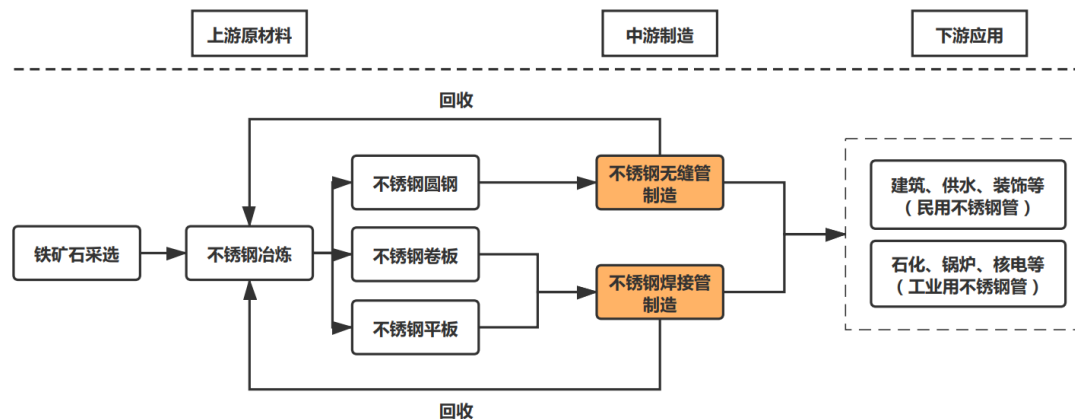 上游原材料
中游制造
下游应用
回收
不锈钢圆钢
不锈钢无缝管
制造
建筑、供水、装饰等
（民用不锈钢管）
铁矿石采选
不锈钢冶炼
不锈钢卷板
不锈钢焊接管
制造
石化、锅炉、核电等
（工业用不锈钢管）
不锈钢平板
回收